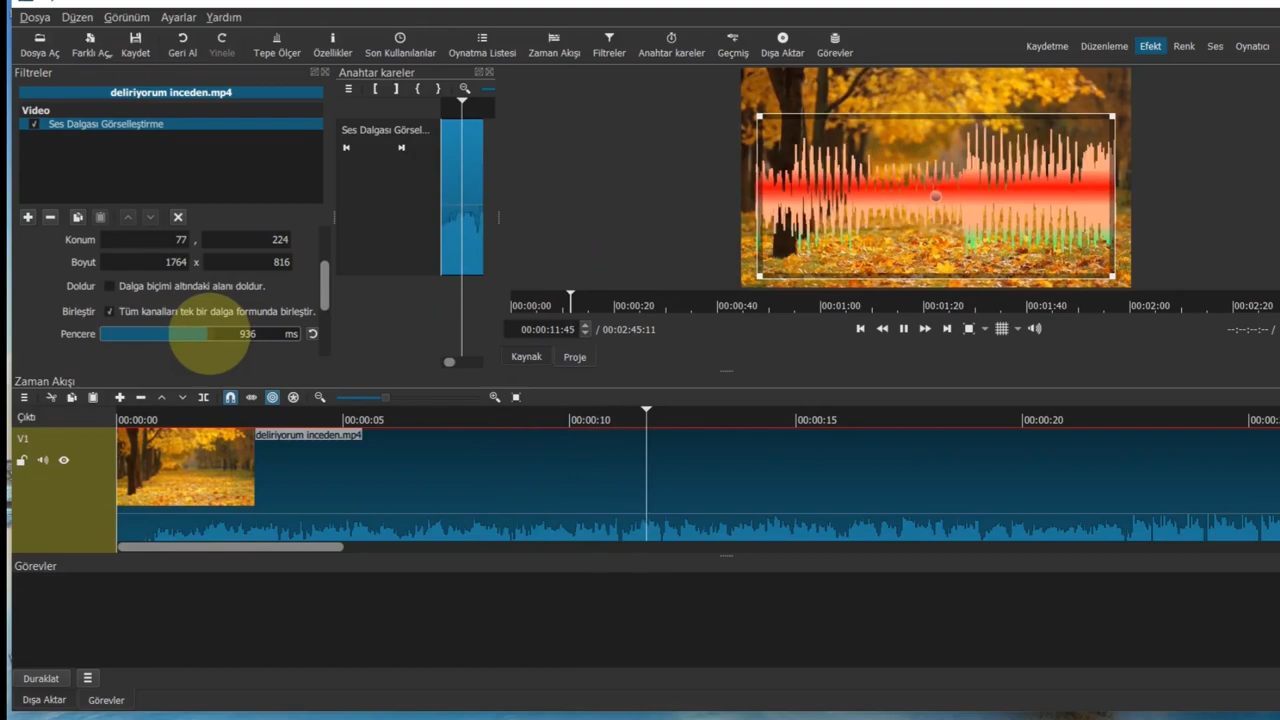 Dosya Düzen Görünüm Ayarlar Yardım
Dosya Aç Farklı Aç Kaydet Geri Al Yinele Tepe Ölçer Özellikler Son Kullanılanlar Oynatma Listesi Zaman Akışı Filtreler Anahtar kareler Geçmiş Dışa Aktar Görevler
Kaydetme Düzenleme Efekt Renk Ses Oynatıcı
Filtreler
deliriyorum inceden.mp4
Video
Ses Dalgası Görselleştirme
Konum 77 , 224
Boyut 1764 x 816
Doldur Dalga biçimi altındaki alanı doldur.
Birleştir Tüm kanalları tek bir dalga formunda birleştir.
Pencere 936 ms
Anahtar kareler
Ses Dalgası Görsel...
00:00:00 00:00:20 00:00:40 00:01:00 00:01:20 00:01:40 00:02:00 00:02:20
00:00:11:45 / 00:02:45:11
--:--:--:--
Kaynak Proje
Zaman Akışı
Çıktı
00:00:00 00:00:05 00:00:10 00:00:15 00:00:20
V1
deliriyorum inceden.mp4
Görevler
Duraklat
Dışa Aktar Görevler